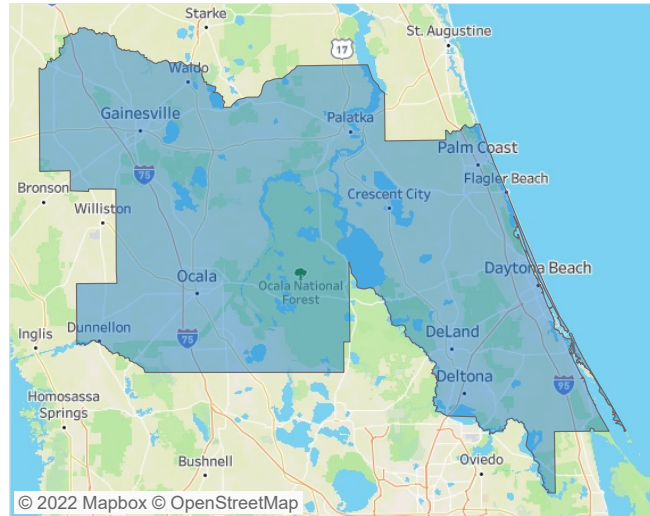 Starke
St. Augustine
17
Waldo
Gainesville
Palatka
Palm Coast
75
Bronson
Flagler Beach
Crescent City
Williston
Daytona Beach
Ocala
Ocala National
Forest
Inglis
Dunnellon
75
DeLand
Deltona
95
Homosassa
Springs
Bushnell
Oviedo
© 2022 Mapbox © OpenStreetMap